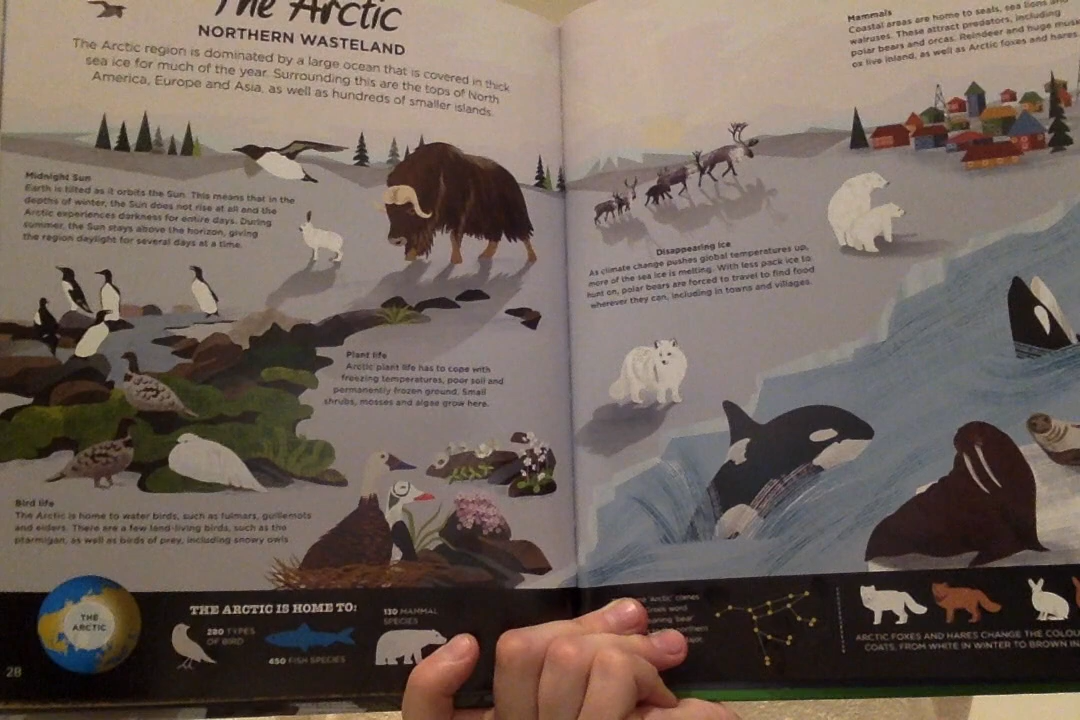 The Arctic
NORTHERN WASTELAND
The Arctic region is dominated by a large ocean that is covered in thick
sea ice for much of the year. Surrounding this are the tops of North
America, Europe and Asia, as well as hundreds of smaller islands.
Midnight Sun
Earth is tilted as it orbits the Sun. This means that in the
depths of winter, the Sun does not rise at all and the
Arctic experiences darkness for entire days. During
summer, the Sun stays above the horizon, giving
the region daylight for several days at a time.
Plant life
Arctic plant life has to cope with
freezing temperatures, poor soil and
permanently frozen ground. Small
shrubs, mosses and algae grow here.
Bird life
The Arctic is home to water birds, such as fulmars, guillemots
and eiders. There are a few land-living birds, such as the
ptarmigan, as well as birds of prey, including snowy owls.
THE
ARCTIC
THE ARCTIC IS HOME TO:
280 TYPES
OF BIRD
450 FISH SPECIES
130 MAMMAL
SPECIES
28
Mammals
Coastal areas are home to seals, sea lions and
walruses. These attract predators, including
polar bears and orcas. Reindeer and huge musk
ox live inland, as well as Arctic foxes and hares.
Disappearing ice
As climate change pushes global temperatures up,
more of the sea ice is melting. With less pack ice to
hunt on, polar bears are forced to travel to find food
wherever they can, including in towns and villages.
'Arctic' comes
Greek word
bear'
ARCTIC FOXES AND HARES CHANGE THE COLOU
COATS, FROM WHITE IN WINTER TO BROWN IN